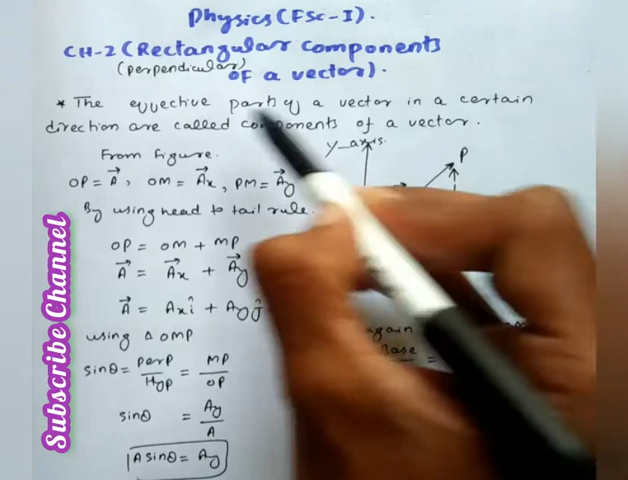 Physics (FSc-I).
CH-2 (Rectangular components
(perpendicular)
of a vector).
* The effective parts of a vector in a certain
direction are called components of a vector.
From Figure.
Y-axis.
P
OP = A⃗, OM = A⃗x, PM = A⃗y
By using head to tail rule.
OP = OM + MP
A⃗ = A⃗x + A⃗y
A⃗ = Axî + Ayĵ
using △ OMP
sinθ = PerP/Hyp = MP/OP
sinθ = Ay/A
A sinθ = Ay
again
Base
=
Subscribe Channel